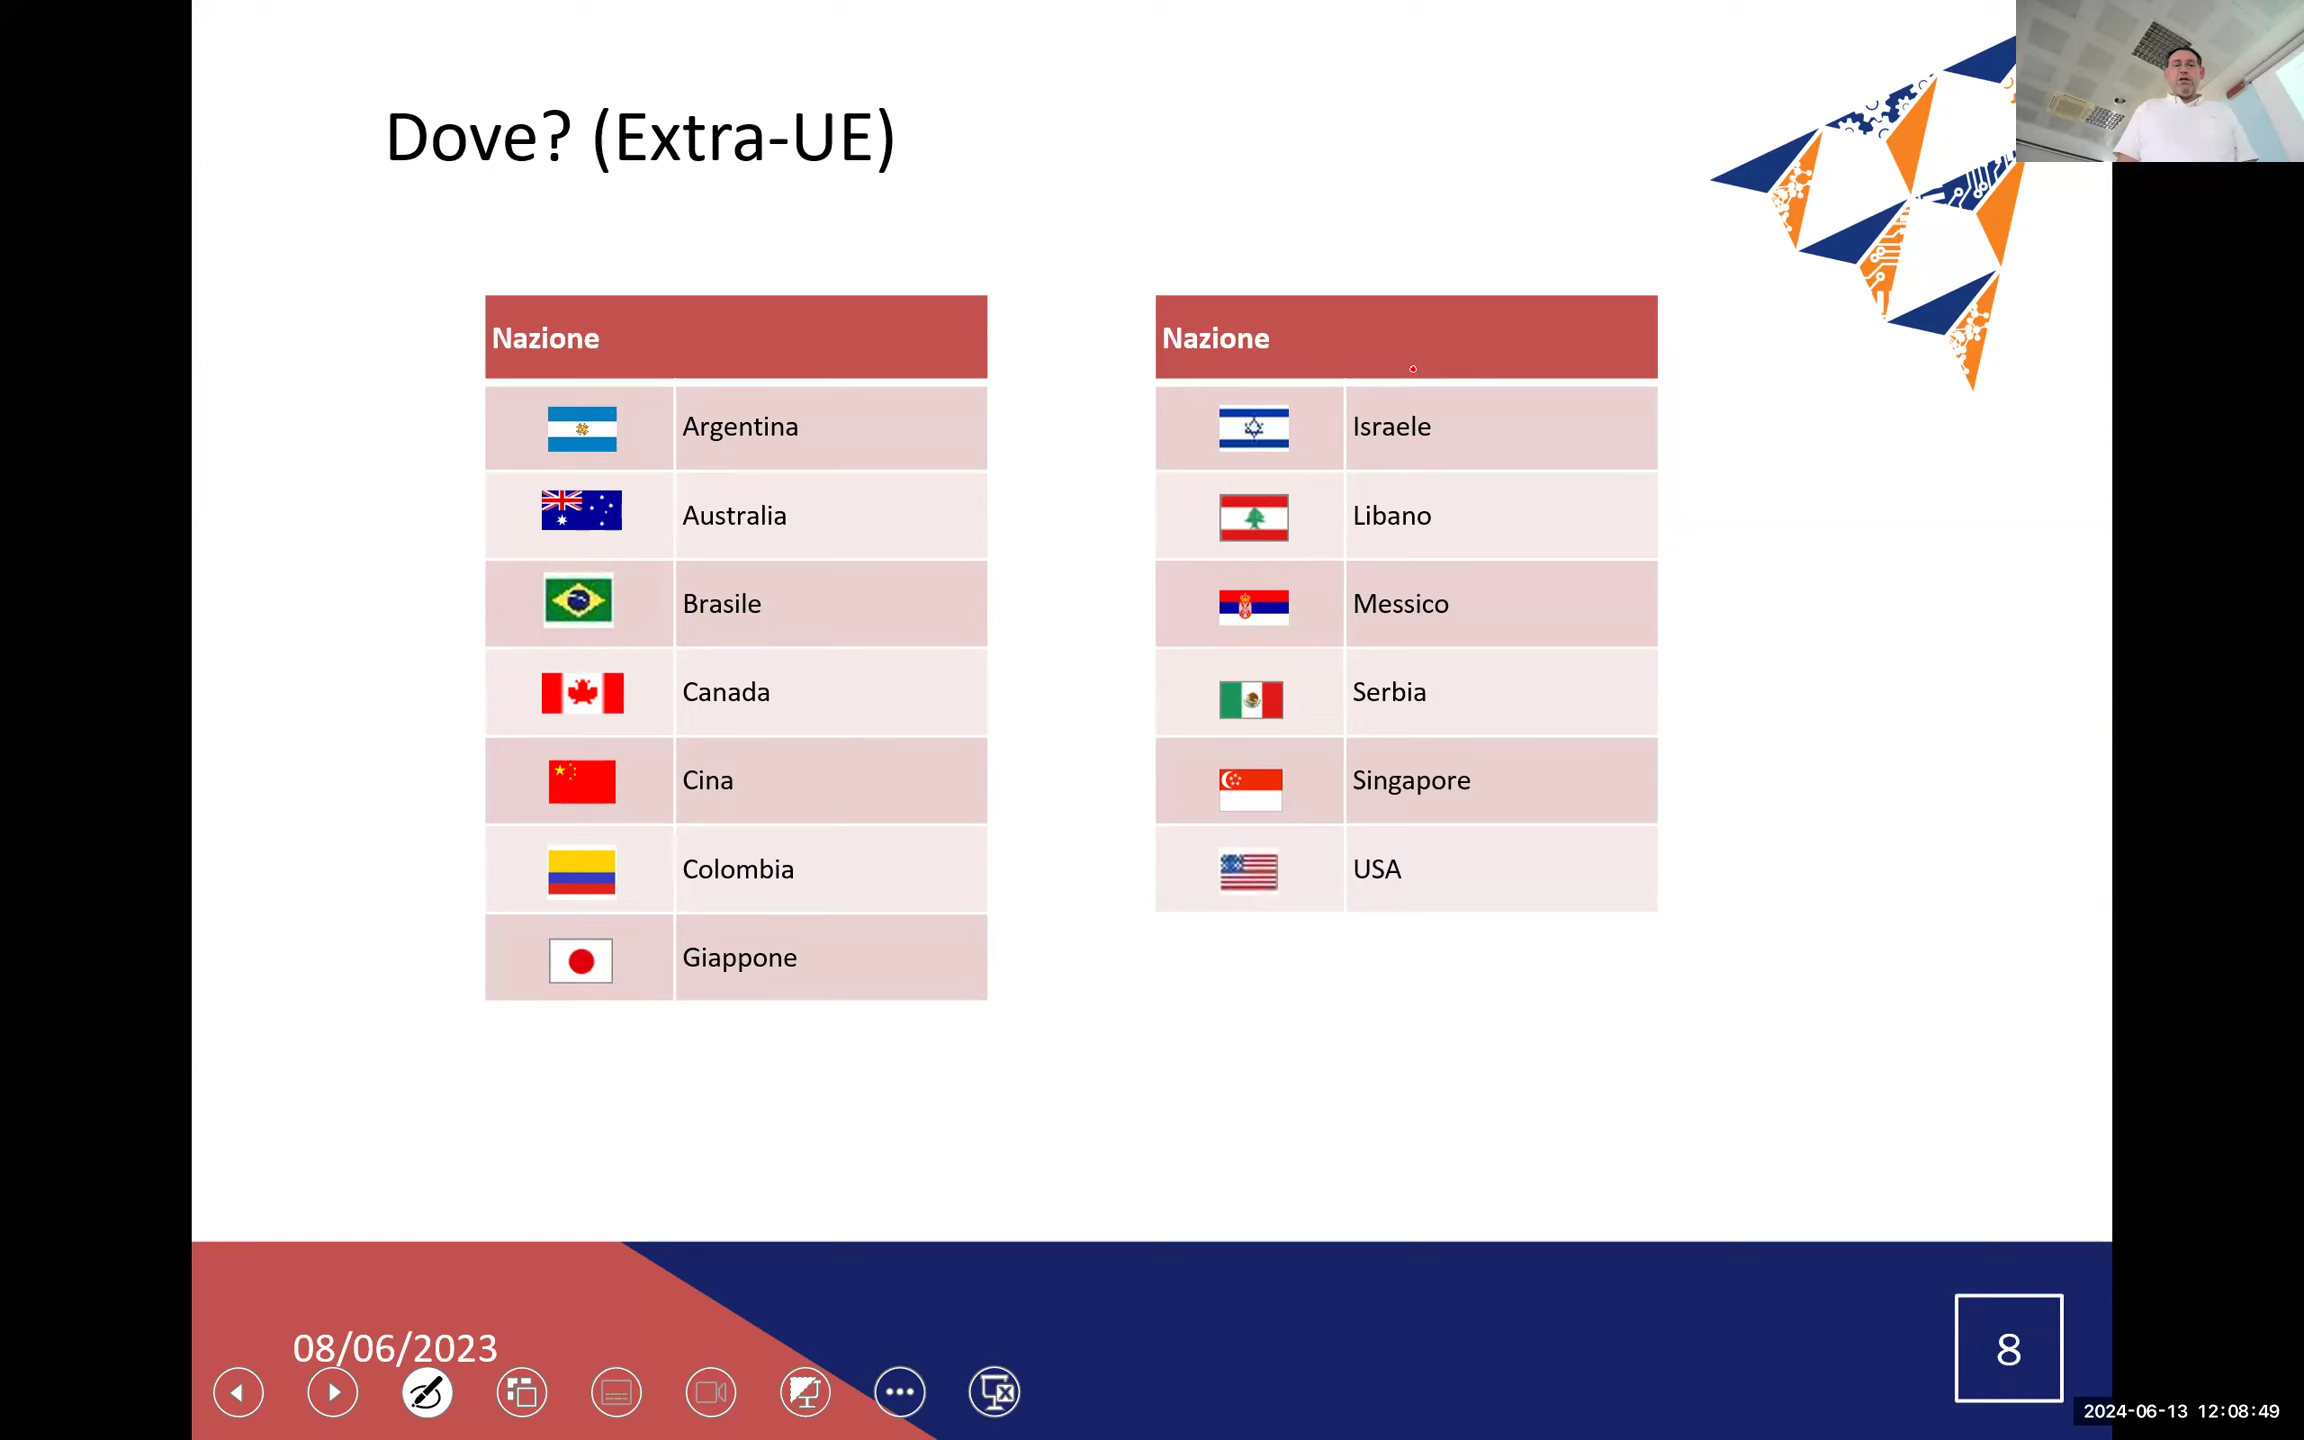 Dove? (Extra-UE)
Nazione
Argentina
Australia
Brasile
Canada
Cina
Colombia
Giappone
Nazione
Israele
Libano
Messico
Serbia
Singapore
USA
08/06/2023
8
2024-06-13 12:08:49